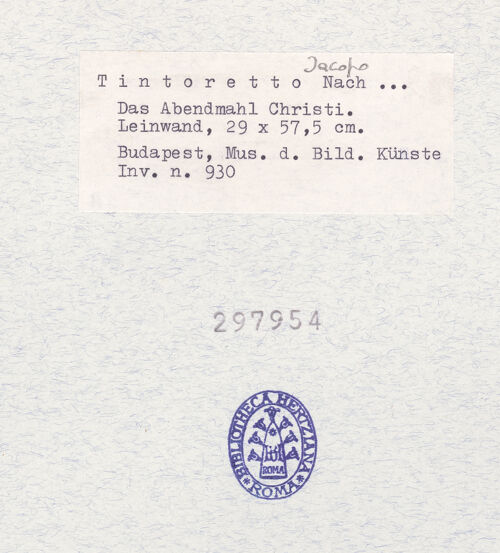 Jacopo
Tintoretto Nach ...
Das Abendmahl Christi.
Leinwand, 29 x 57,5 cm.
Budapest, Mus. d. Bild. Künste
Inv. n. 930
297954
BIBLIOTHECA HERTZIANA
ROMA
ROMA